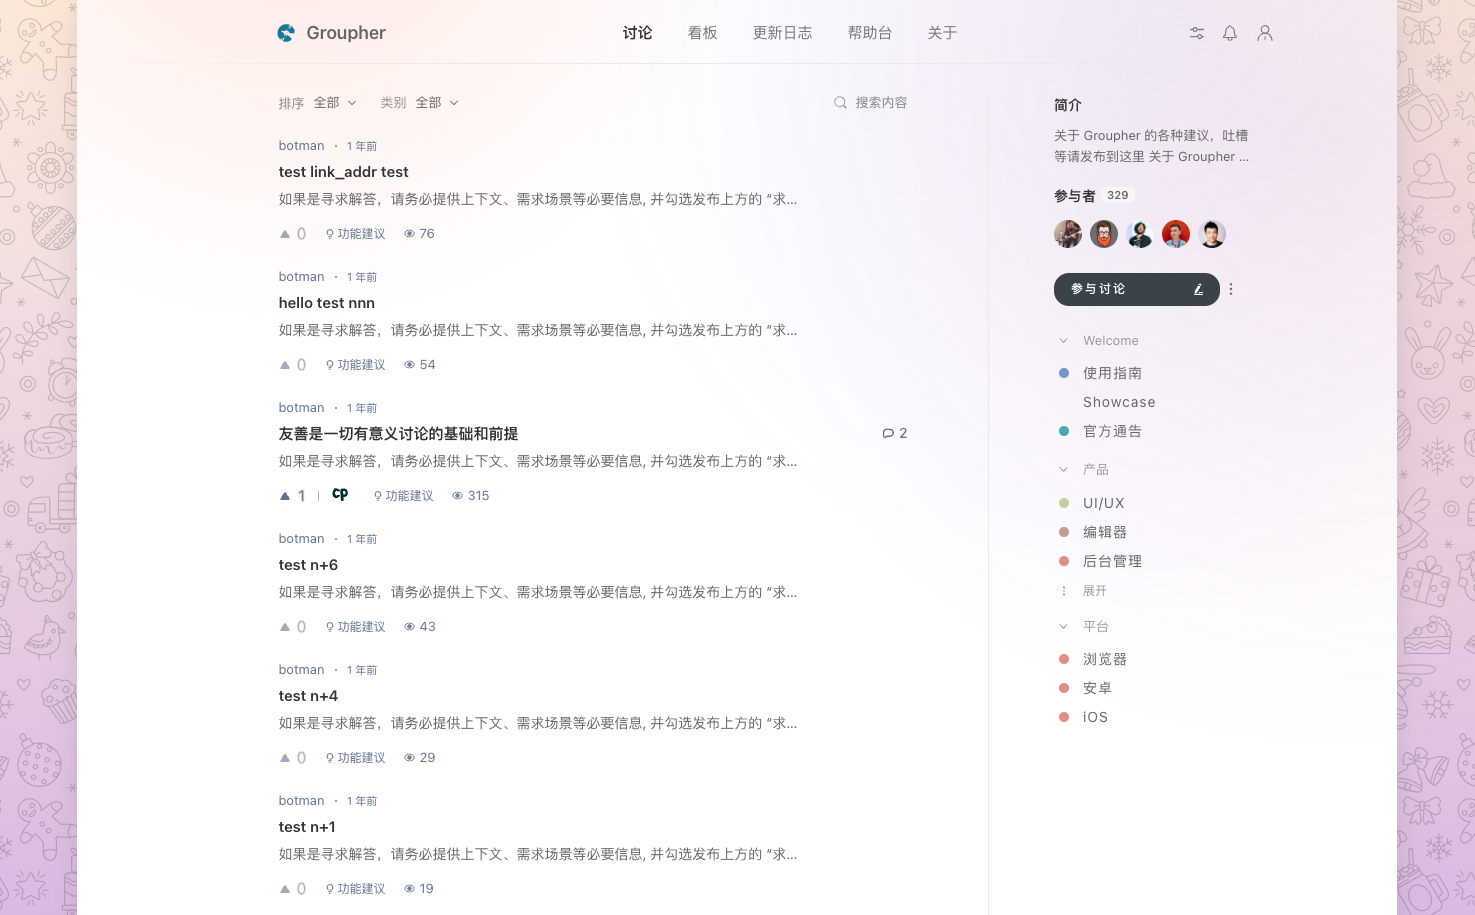 Groupher
讨论 看板 更新日志 帮助台 关于
排序 全部 类别 全部 搜索内容
botman · 1 年前
test link_addr test
如果是寻求解答，请务必提供上下文、需求场景等必要信息, 并勾选发布上方的 “求...
0 功能建议 76
botman · 1 年前
hello test nnn
如果是寻求解答，请务必提供上下文、需求场景等必要信息, 并勾选发布上方的 “求...
0 功能建议 54
botman · 1 年前
友善是一切有意义讨论的基础和前提 2
如果是寻求解答，请务必提供上下文、需求场景等必要信息, 并勾选发布上方的 “求...
1 cp 功能建议 315
botman · 1 年前
test n+6
如果是寻求解答，请务必提供上下文、需求场景等必要信息, 并勾选发布上方的 “求...
0 功能建议 43
botman · 1 年前
test n+4
如果是寻求解答，请务必提供上下文、需求场景等必要信息, 并勾选发布上方的 “求...
0 功能建议 29
botman · 1 年前
test n+1
如果是寻求解答，请务必提供上下文、需求场景等必要信息, 并勾选发布上方的 “求...
0 功能建议 19
简介
关于 Groupher 的各种建议，吐槽
等请发布到这里 关于 Groupher ...
参与者 329
参与讨论
Welcome
使用指南
Showcase
官方通告
产品
UI/UX
编辑器
后台管理
展开
平台
浏览器
安卓
iOS